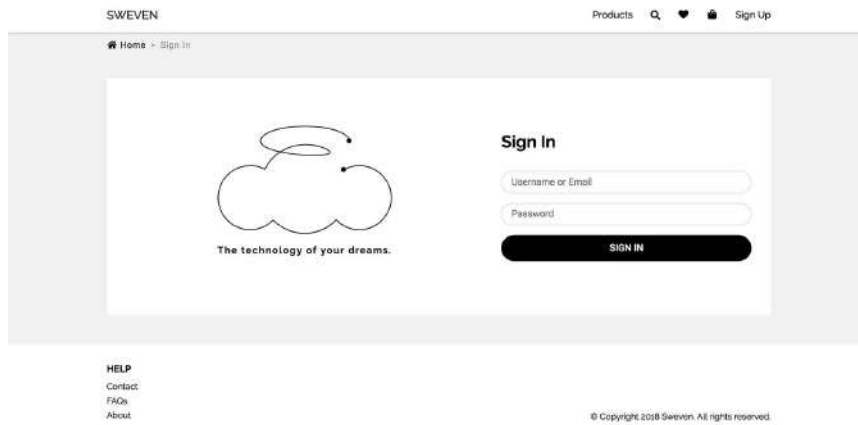 SWEVEN
Products Sign Up
Home > Sign In
Sign In
Username or Email
Password
SIGN IN
The technology of your dreams.
HELP
Contact
FAQs
About
© Copyright 2018 Sweven. All rights reserved.